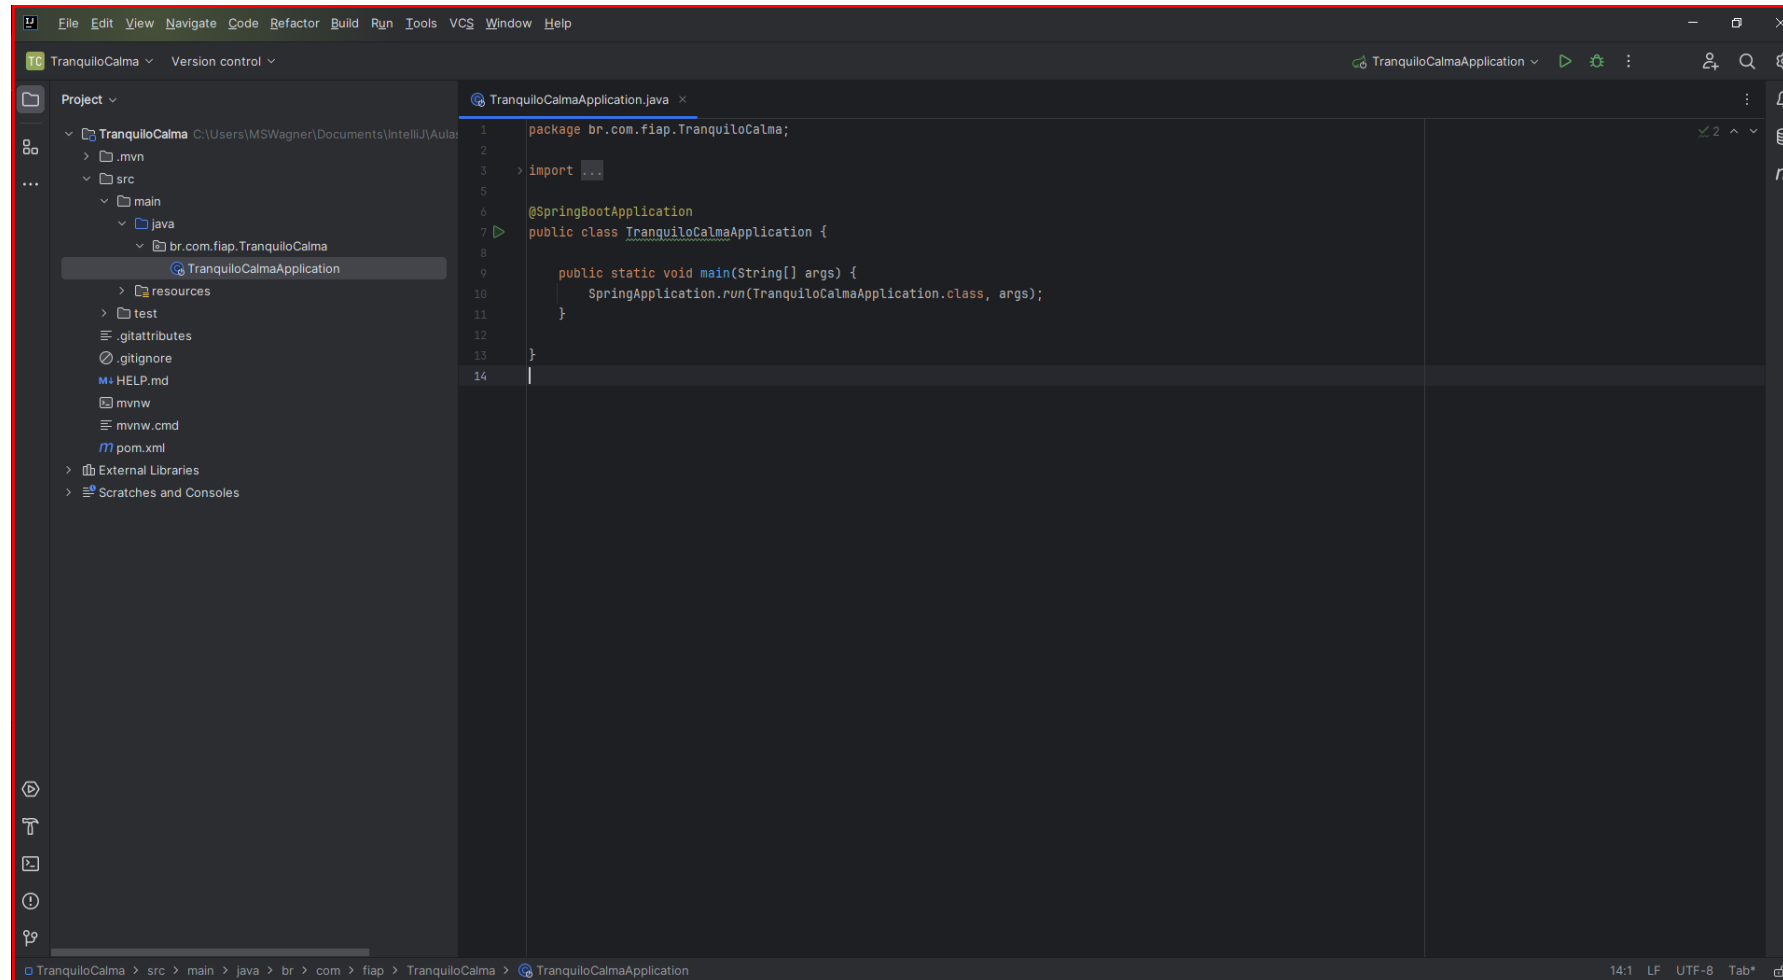 File Edit View Navigate Code Refactor Build Run Tools VCS Window Help
TC TranquiloCalma Version control TranquiloCalmaApplication
Project
TranquiloCalma C:\Users\MSWagner\Documents\IntelliJ\Aulas
.mvn
src
main
java
br.com.fiap.TranquiloCalma
TranquiloCalmaApplication
resources
test
.gitattributes
.gitignore
M↓ HELP.md
mvnw
mvnw.cmd
m pom.xml
External Libraries
Scratches and Consoles
TranquiloCalmaApplication.java
2
1 package br.com.fiap.TranquiloCalma;
2
3 import ...
5
6 @SpringBootApplication
7 public class TranquiloCalmaApplication {
8
9 public static void main(String[] args) {
10 SpringApplication.run(TranquiloCalmaApplication.class, args);
11 }
12
13 }
14
TranquiloCalma > src > main > java > br > com > fiap > TranquiloCalma > TranquiloCalmaApplication 14:1 LF UTF-8 Tab*